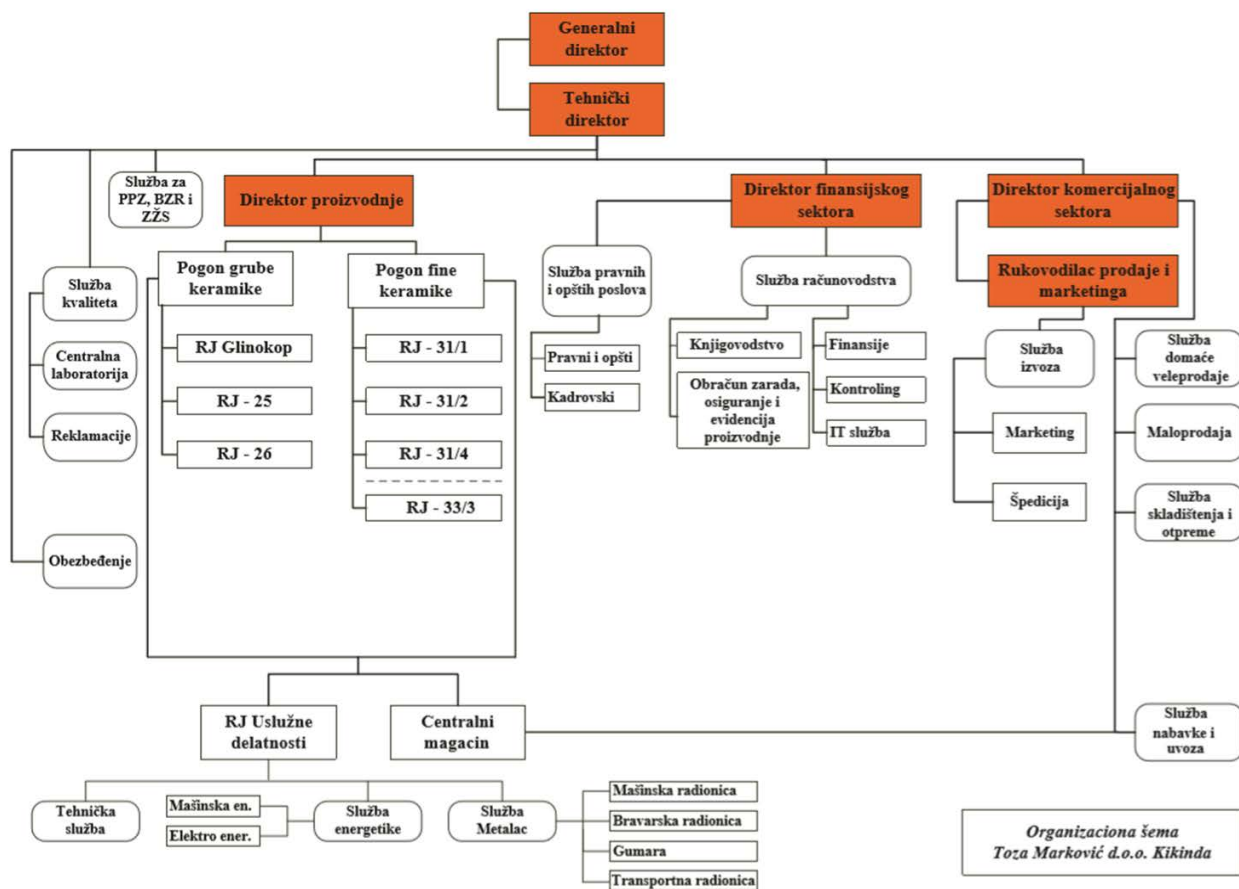 Generalni
direktor
Tehnički
direktor
Služba za
PPZ, BZR i
ZŽS
Direktor proizvodnje
Direktor finansijskog
sektora
Direktor komercijalnog
sektora
Služba
kvaliteta
Centralna
laboratorija
Reklamacije
Obezbeđenje
Pogon grube
keramike
RJ Glinokop
RJ - 25
RJ - 26
Pogon fine
keramike
RJ - 31/1
RJ - 31/2
RJ - 31/4
RJ - 33/3
Služba pravnih
i opštih poslova
Pravni i opšti
Kadrovski
Služba računovodstva
Knjigovodstvo
Obračun zarada,
osiguranje i
evidencija
proizvodnje
Finansije
Kontroling
IT služba
Rukovodilac prodaje i
marketinga
Služba
izvoza
Marketing
Špedicija
Služba
domaće
veleprodaje
Maloprodaja
Služba
skladištenja i
otpreme
Služba
nabavke i
uvoza
RJ Uslužne
delatnosti
Centralni
magacin
Tehnička
služba
Mašinska en.
Elektro ener.
Služba
energetike
Služba
Metalac
Mašinska radionica
Bravarska radionica
Gumara
Transportna radionica
Organizaciona šema
Toza Marković d.o.o. Kikinda